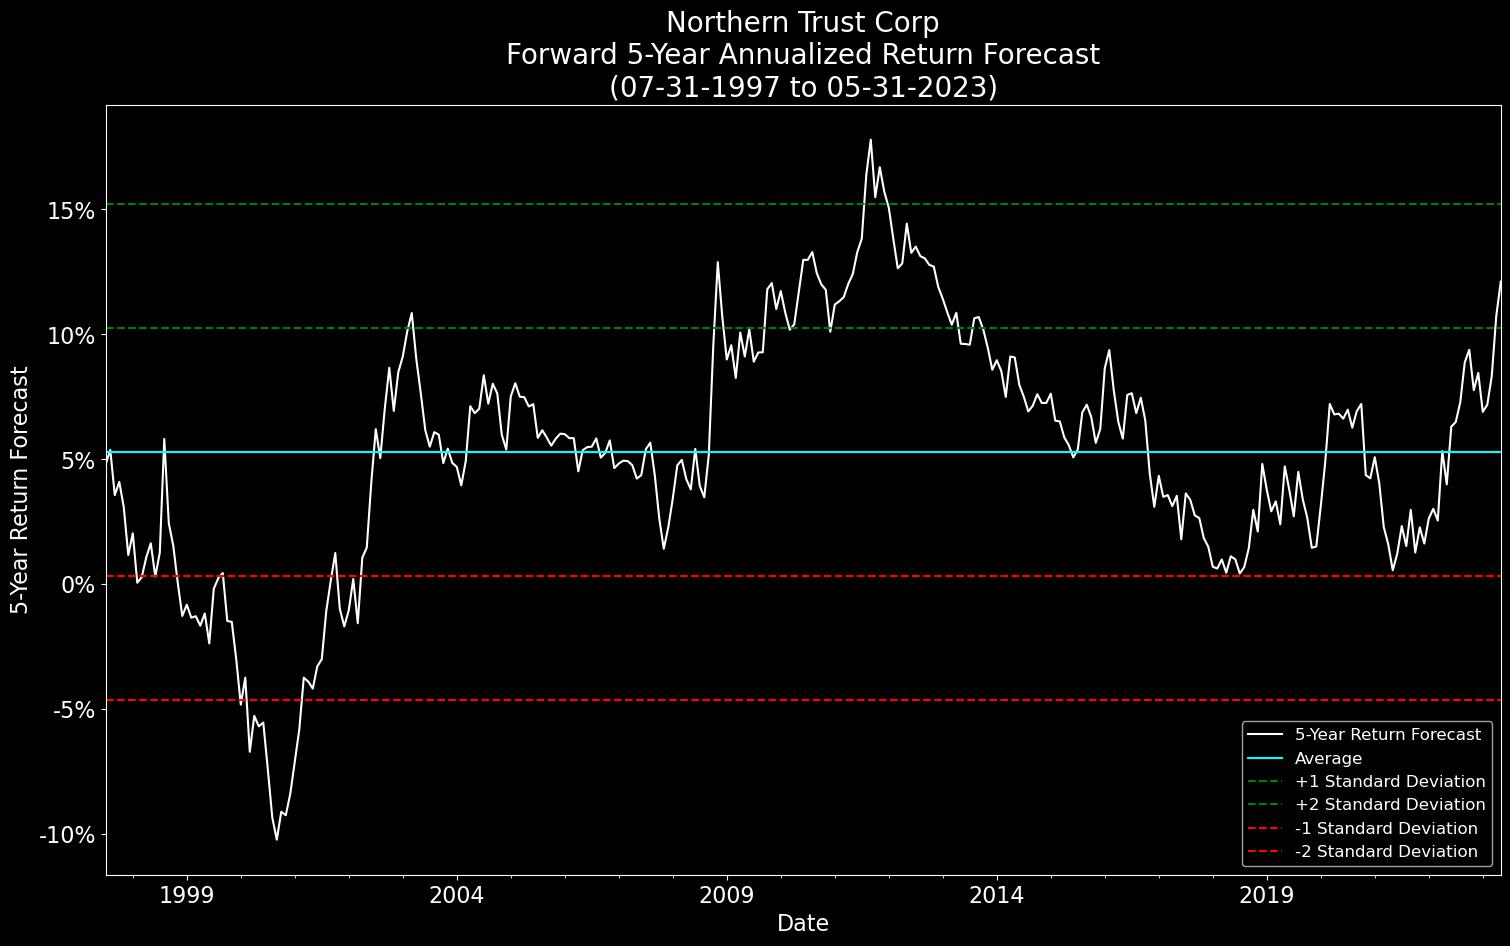 Northern Trust Corp
Forward 5-Year Annualized Return Forecast
(07-31-1997 to 05-31-2023)
5-Year Return Forecast
15%
10%
5%
0%
-5%
-10%
5-Year Return Forecast
Average
+1 Standard Deviation
+2 Standard Deviation
-1 Standard Deviation
-2 Standard Deviation
1999 2004 2009 2014 2019
Date